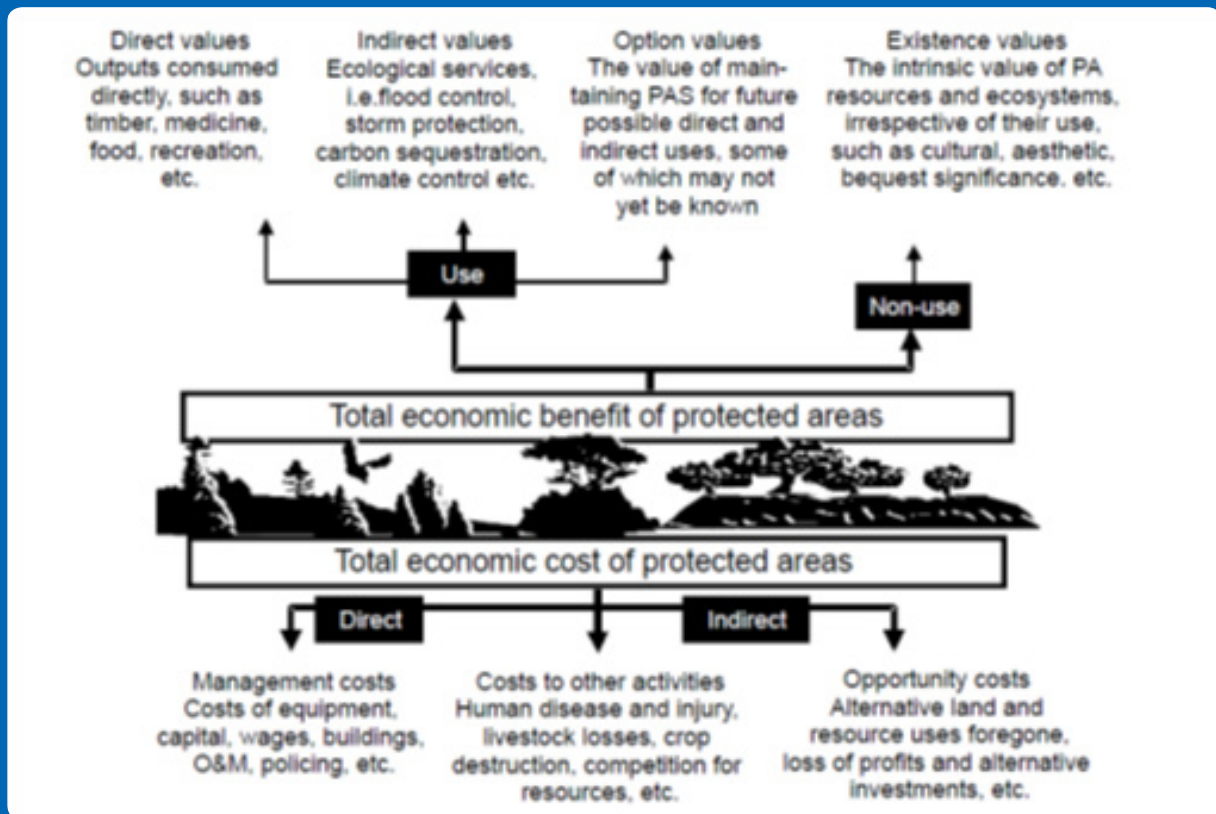 Direct values
Outputs consumed
directly, such as
timber, medicine,
food, recreation,
etc.
Indirect values
Ecological services,
i.e.flood control,
storm protection,
carbon sequestration,
climate control etc.
Option values
The value of main-
taining PAS for future
possible direct and
indirect uses, some
of which may not
yet be known
Existence values
The intrinsic value of PA
resources and ecosystems,
irrespective of their use,
such as cultural, aesthetic,
bequest significance. etc.
Use
Non-use
Total economic benefit of protected areas
Total economic cost of protected areas
Direct
Indirect
Management costs
Costs of equipment,
capital, wages, buildings,
O&M, policing, etc.
Costs to other activities
Human disease and injury,
livestock losses, crop
destruction, competition for
resources, etc.
Opportunity costs
Alternative land and
resource uses foregone,
loss of profits and alternative
investments, etc.